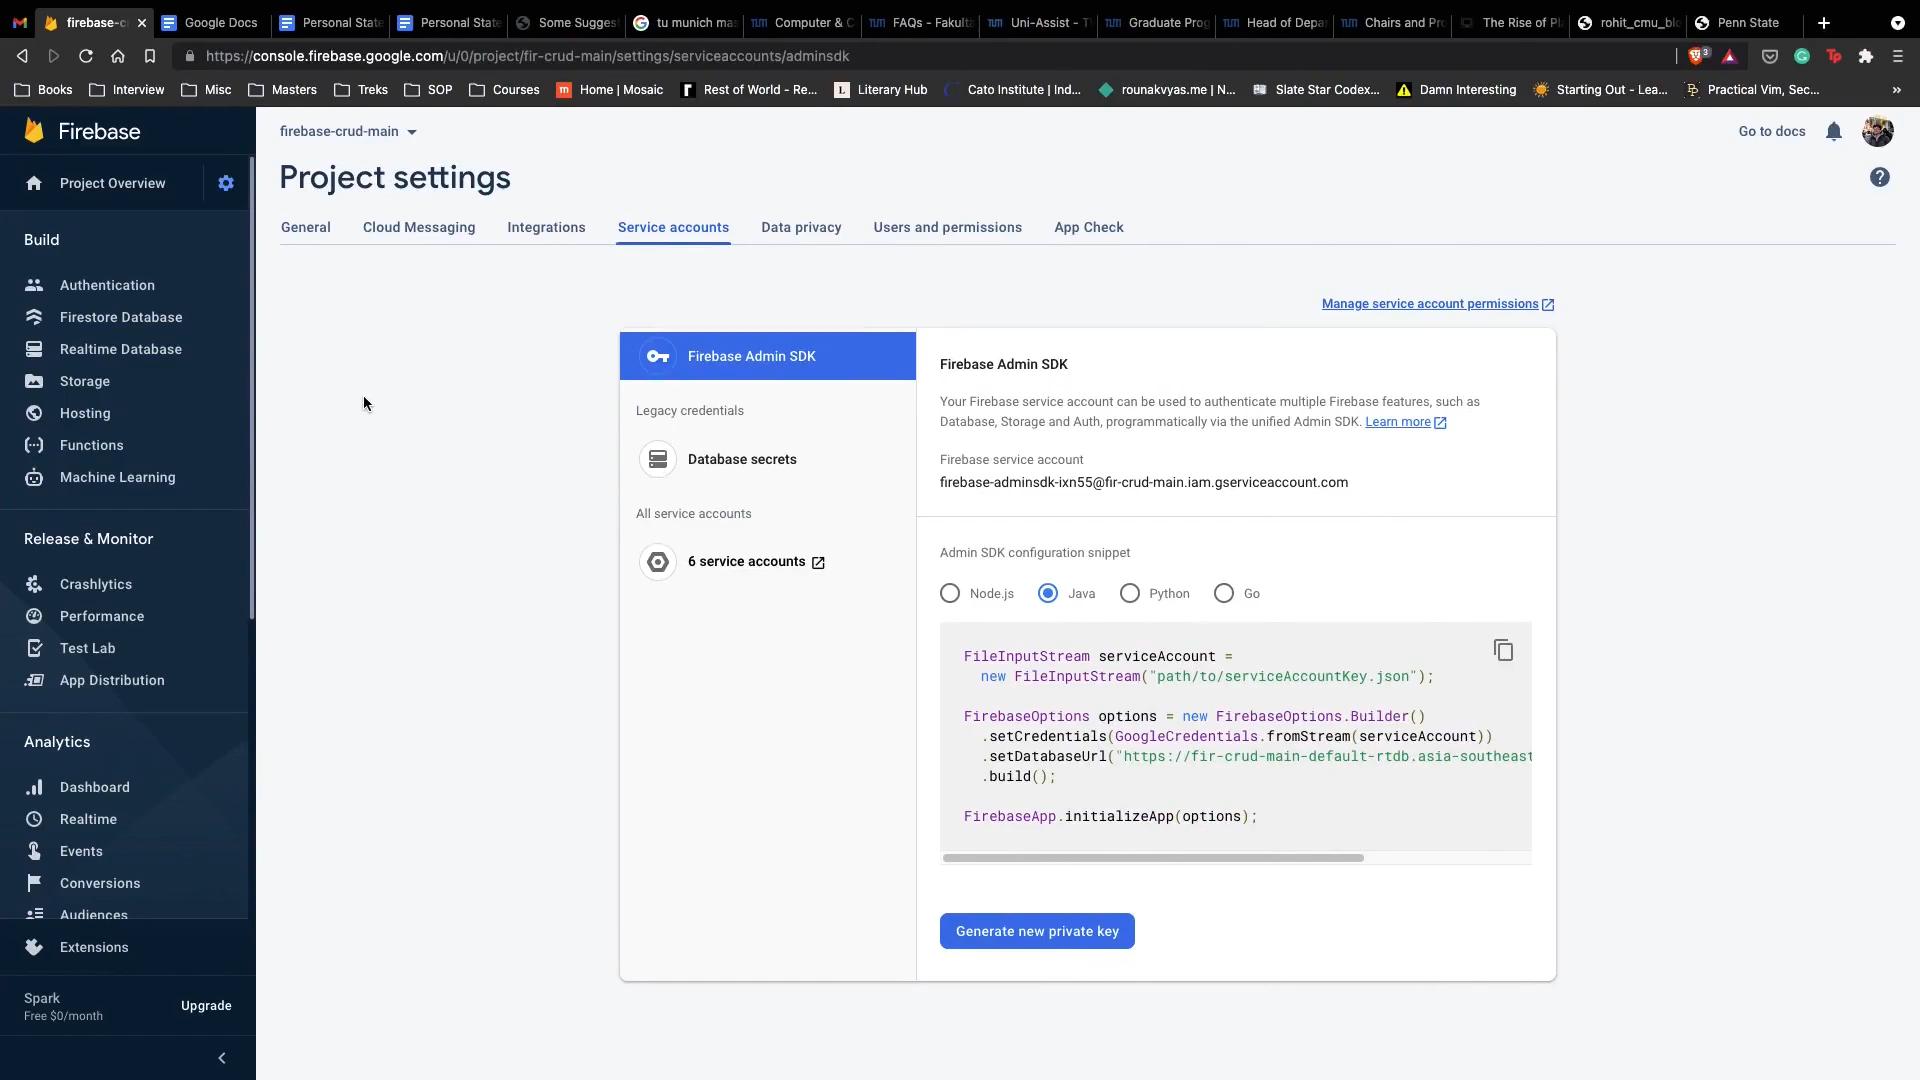 firebase-c
Google Docs
Personal State
Personal State
Some Suggest
tu munich mas
Computer & C
FAQs - Fakult
Uni-Assist - T
Graduate Prog
Head of Depar
Chairs and Pro
The Rise of Pl
rohit_cmu_blo
Penn State
https://console.firebase.google.com/u/0/project/fir-crud-main/settings/serviceaccounts/adminsdk
3
Tp
Books
Interview
Misc
Masters
Treks
SOP
Courses
Home | Mosaic
Rest of World - Re...
Literary Hub
Cato Institute | Ind...
rounakvyas.me | N...
Slate Star Codex...
Damn Interesting
Starting Out - Lea...
Practical Vim, Sec...
»
Firebase
firebase-crud-main
Go to docs
Project Overview
Project settings
General
Cloud Messaging
Integrations
Service accounts
Data privacy
Users and permissions
App Check
Build
Authentication
Firestore Database
Realtime Database
Storage
Hosting
Functions
Machine Learning
Release & Monitor
Crashlytics
Performance
Test Lab
App Distribution
Analytics
Dashboard
Realtime
Events
Conversions
Audiences
Extensions
Spark
Free $0/month
Upgrade
Manage service account permissions
Firebase Admin SDK
Legacy credentials
Database secrets
All service accounts
6 service accounts
Firebase Admin SDK
Your Firebase service account can be used to authenticate multiple Firebase features, such as
Database, Storage and Auth, programmatically via the unified Admin SDK. Learn more
Firebase service account
firebase-adminsdk-ixn55@fir-crud-main.iam.gserviceaccount.com
Admin SDK configuration snippet
Node.js
Java
Python
Go
FileInputStream serviceAccount =
new FileInputStream("path/to/serviceAccountKey.json");
FirebaseOptions options = new FirebaseOptions.Builder()
.setCredentials(GoogleCredentials.fromStream(serviceAccount))
.setDatabaseUrl("https://fir-crud-main-default-rtdb.asia-southeast
.build();
FirebaseApp.initializeApp(options);
Generate new private key